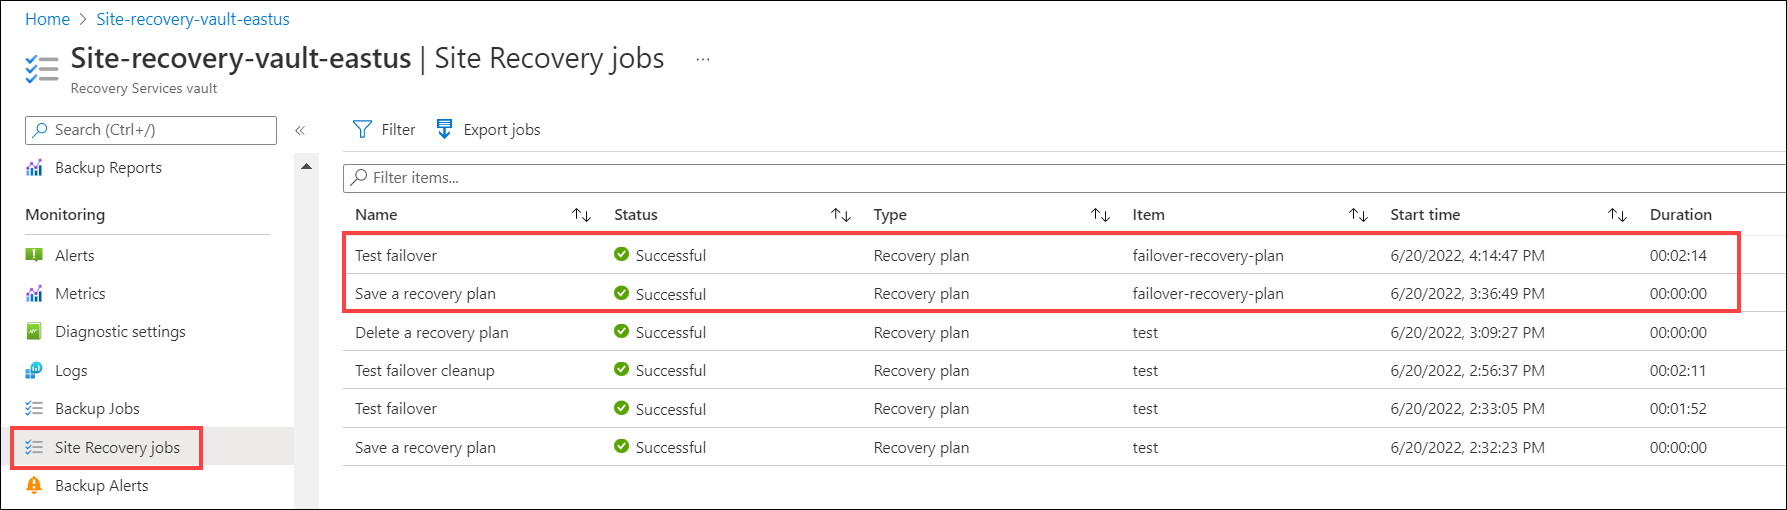 Home > Site-recovery-vault-eastus
Site-recovery-vault-eastus | Site Recovery jobs ...
Recovery Services vault
Search (Ctrl+/) «
Backup Reports
Monitoring
Alerts
Metrics
Diagnostic settings
Logs
Backup Jobs
Site Recovery jobs
Backup Alerts
Filter Export jobs
Filter items...
Name Status Type Item Start time Duration
Test failover Successful Recovery plan failover-recovery-plan 6/20/2022, 4:14:47 PM 00:02:14
Save a recovery plan Successful Recovery plan failover-recovery-plan 6/20/2022, 3:36:49 PM 00:00:00
Delete a recovery plan Successful Recovery plan test 6/20/2022, 3:09:27 PM 00:00:00
Test failover cleanup Successful Recovery plan test 6/20/2022, 2:56:37 PM 00:02:11
Test failover Successful Recovery plan test 6/20/2022, 2:33:05 PM 00:01:52
Save a recovery plan Successful Recovery plan test 6/20/2022, 2:32:23 PM 00:00:00